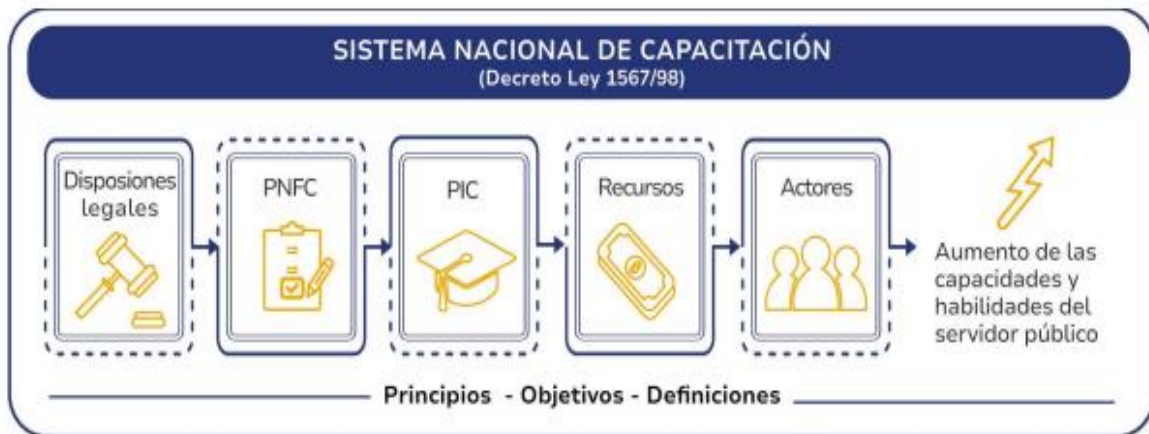 SISTEMA NACIONAL DE CAPACITACIÓN
(Decreto Ley 1567/98)
Disposiones
legales
PNFC
PIC
Recursos
Actores
Aumento de las
capacidades y
habilidades del
servidor público
Principios - Objetivos - Definiciones